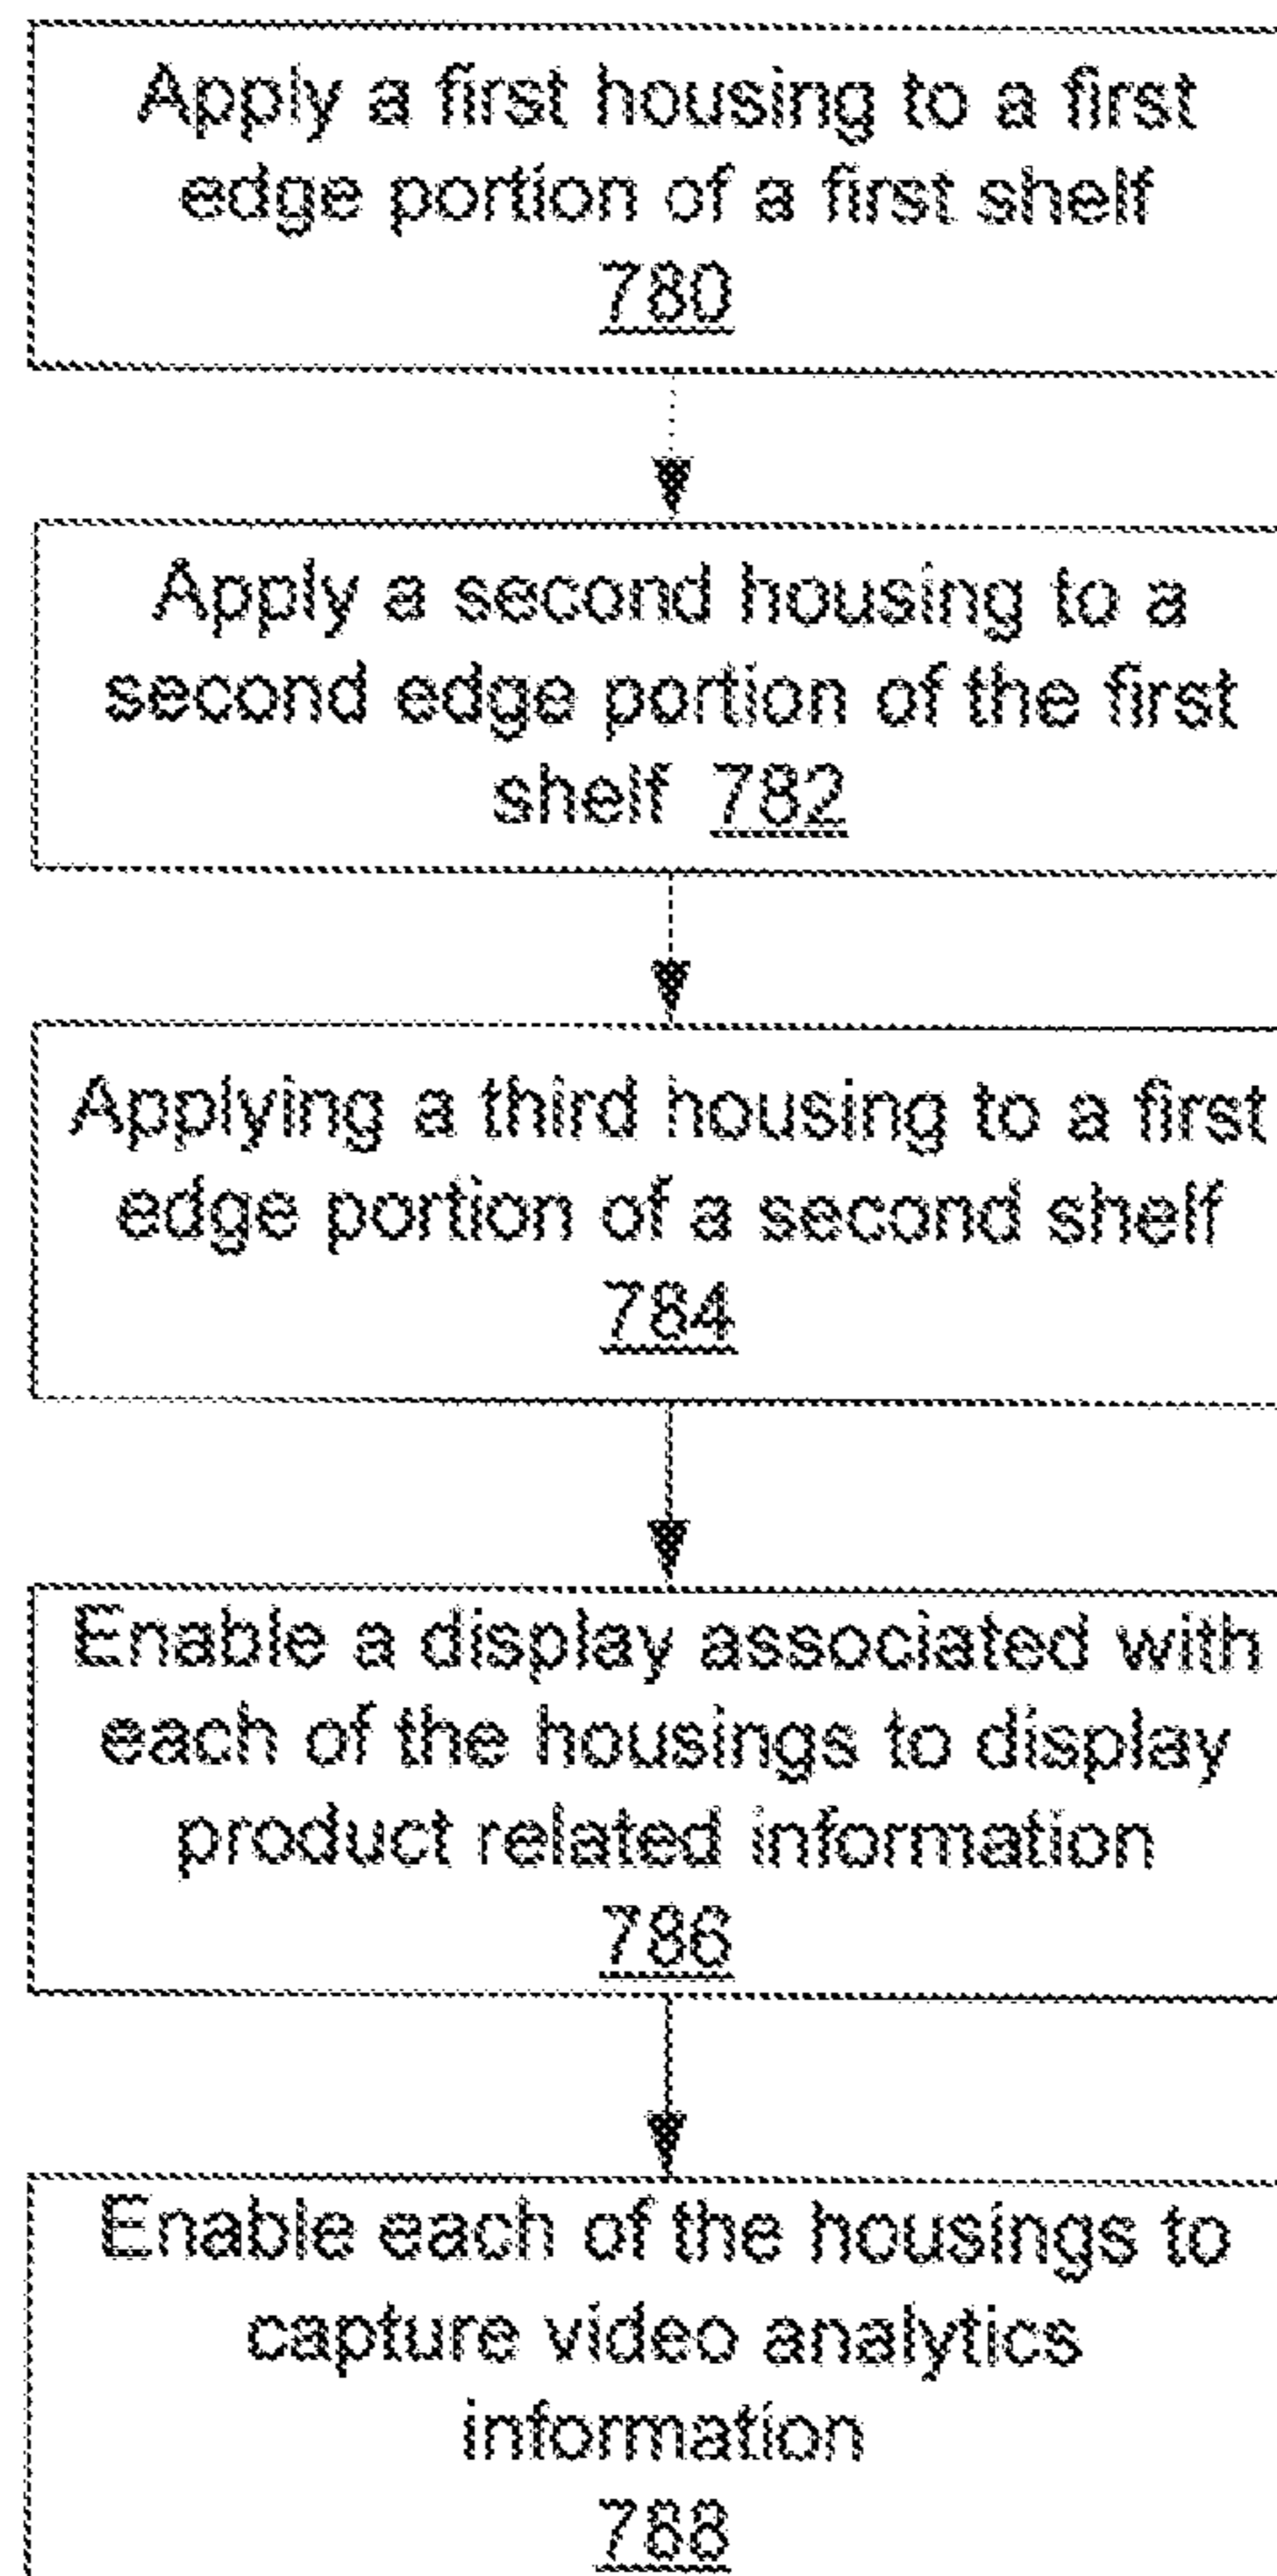 Apply a first housing to a first
edge portion of a first shelf
780
Apply a second housing to a
second edge portion of the first
shelf 782
Applying a third housing to a first
edge portion of a second shelf
784
Enable a display associated with
each of the housings to display
product related information
786
Enable each of the housings to
capture video analytics
information
788